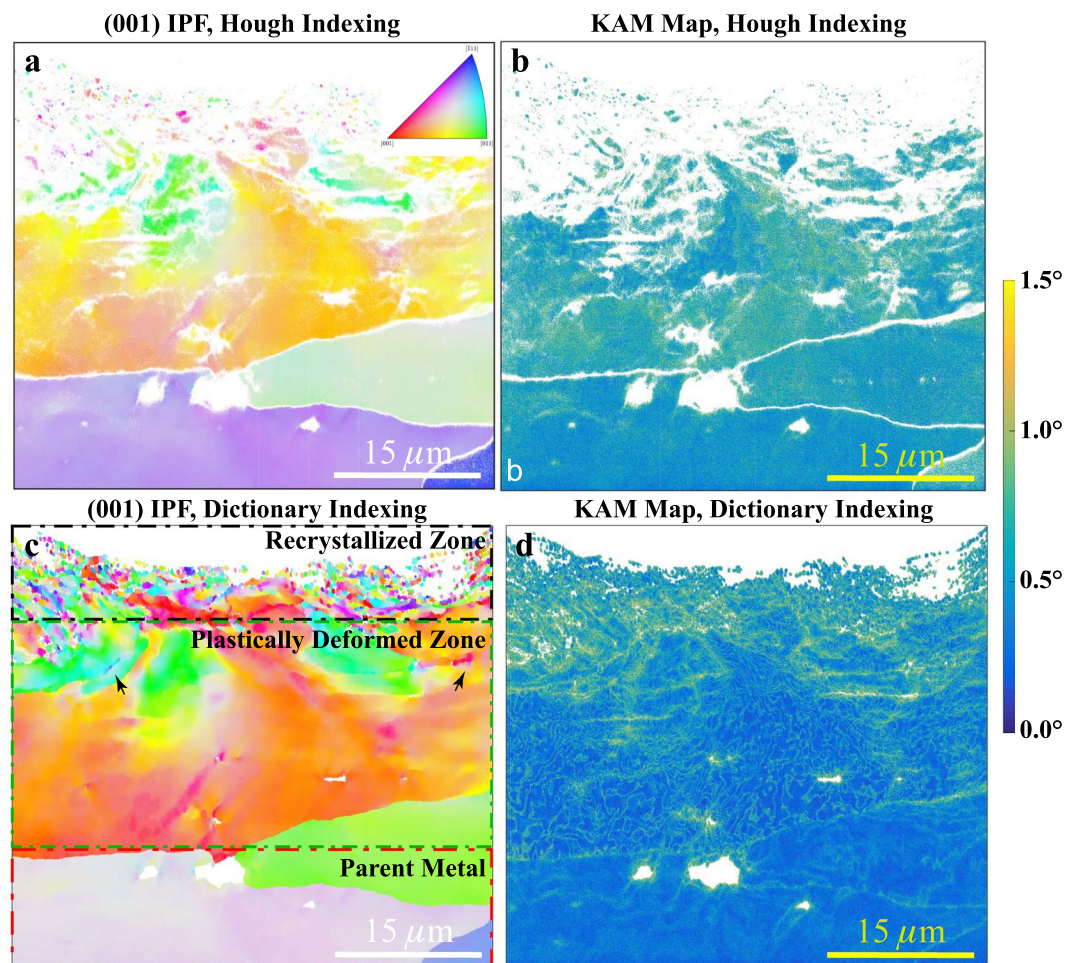 (001) IPF, Hough Indexing
KAM Map, Hough Indexing
a
[111]
[001]
[011]
15 μm
b
b
15 μm
1.5°
1.0°
0.5°
0.0°
(001) IPF, Dictionary Indexing
KAM Map, Dictionary Indexing
c
Recrystallized Zone
Plastically Deformed Zone
Parent Metal
15 μm
d
15 μm